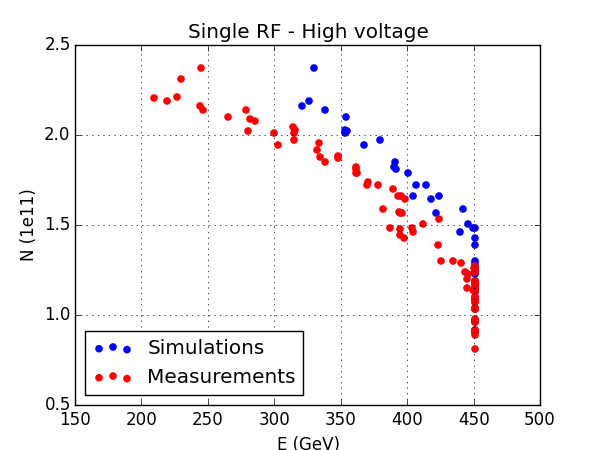 Single RF - High voltage
2.5
2.0
1.5
1.0
0.5
N (1e11)
150 200 250 300 350 400 450 500
E (GeV)
Simulations
Measurements